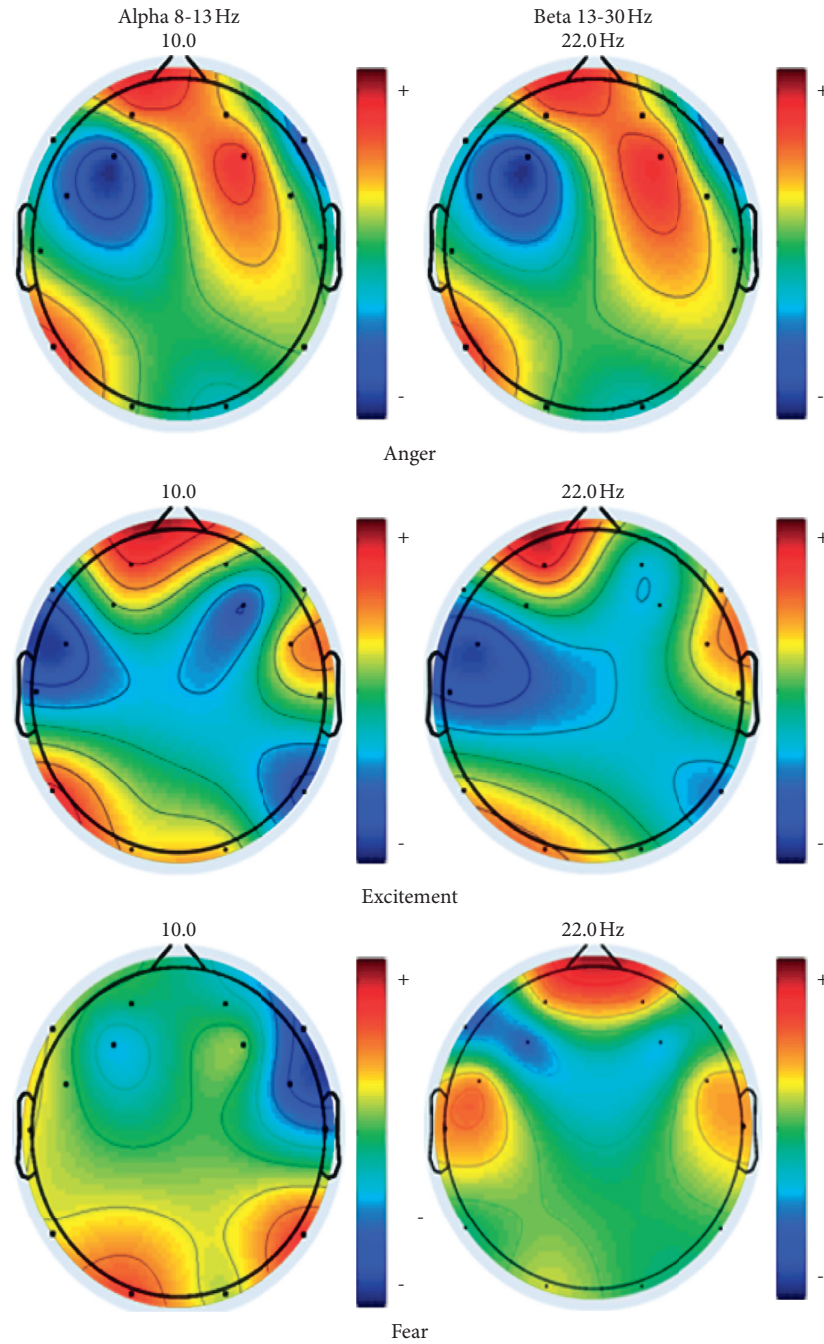 Alpha 8-13 Hz Beta 13-30 Hz
10.0 22.0 Hz
+ +
- -
Anger
10.0 22.0 Hz
+ +
- -
Excitement
10.0 22.0 Hz
+ +
-
- -
Fear